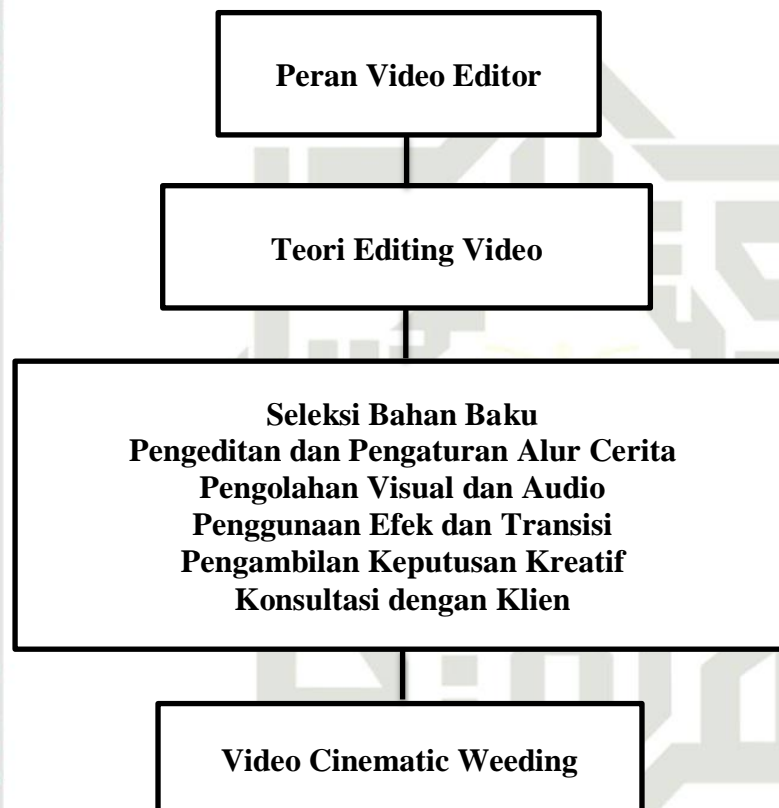 Peran Video Editor
Teori Editing Video
Seleksi Bahan Baku
Pengeditan dan Pengaturan Alur Cerita
Pengolahan Visual dan Audio
Penggunaan Efek dan Transisi
Pengambilan Keputusan Kreatif
Konsultasi dengan Klien
Video Cinematic Weeding